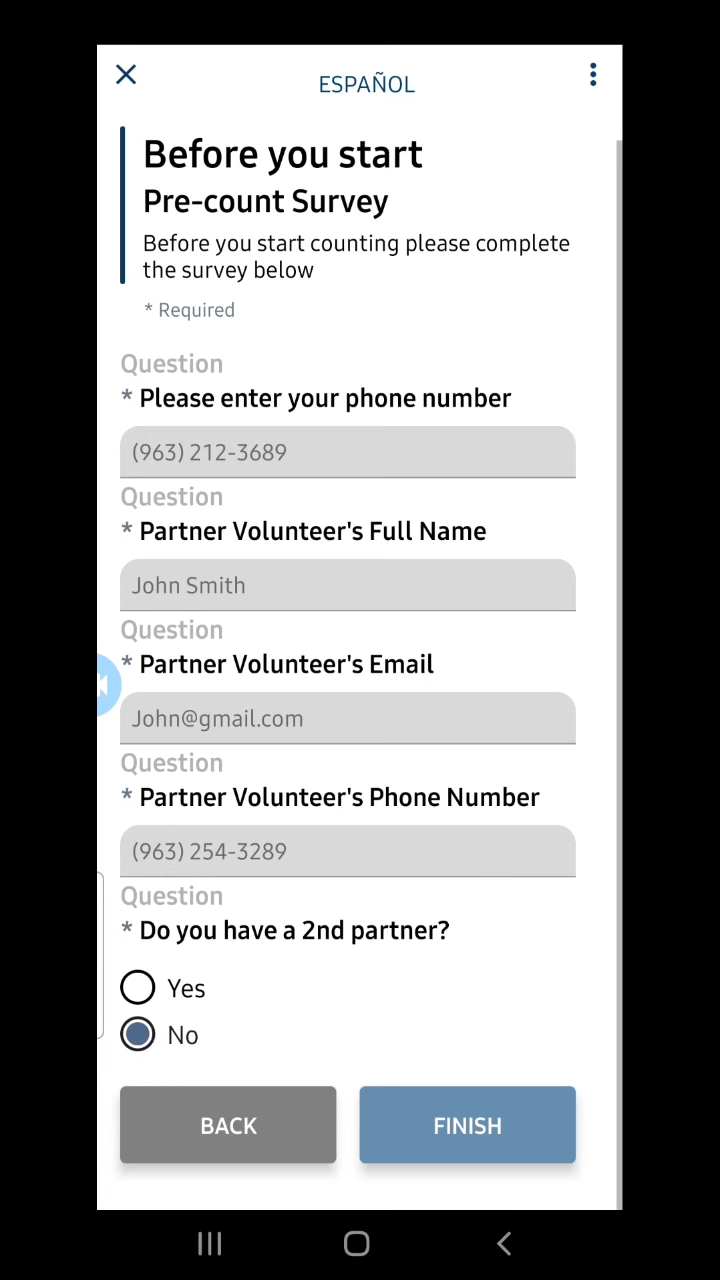 ESPAÑOL
Before you start
Pre-count Survey
Before you start counting please complete
the survey below
* Required
Question
* Please enter your phone number
(963) 212-3689
Question
* Partner Volunteer's Full Name
John Smith
Question
* Partner Volunteer's Email
John@gmail.com
Question
* Partner Volunteer's Phone Number
(963) 254-3289
Question
* Do you have a 2nd partner?
Yes
No
BACK FINISH